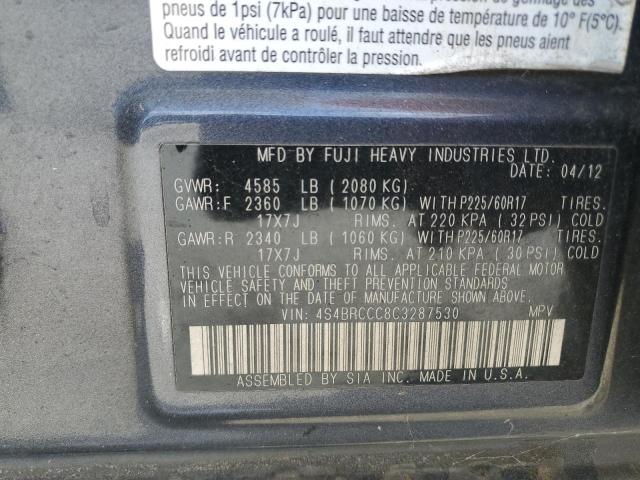 pneus de 1psi (7kPa) pour une baisse de température de 10° F(5°C).
Quand le véhicule a roulé, il faut attendre que les pneus aient
refroidi avant de contrôler la pression.
MFD BY FUJI HEAVY INDUSTRIES LTD.
DATE: 04/12
GVWR: 4585 LB (2080 KG)
GAWR:F 2360 LB (1070 KG) WITH P225/60R17 TIRES.
17X7J RIMS. AT 220 KPA (32 PSI) COLD
GAWR:R 2340 LB (1060 KG) WITH P225/60R17 TIRES.
17X7J RIMS. AT 210 KPA (30 PSI) COLD
THIS VEHICLE CONFORMS TO ALL APPLICABLE FEDERAL MOTOR
VEHICLE SAFETY AND THEFT PREVENTION STANDARDS
IN EFFECT ON THE DATE OF MANUFACTURE SHOWN ABOVE.
VIN: 4S4BRCCC8C3287530 MPV
ASSEMBLED BY SIA INC. MADE IN U.S.A.